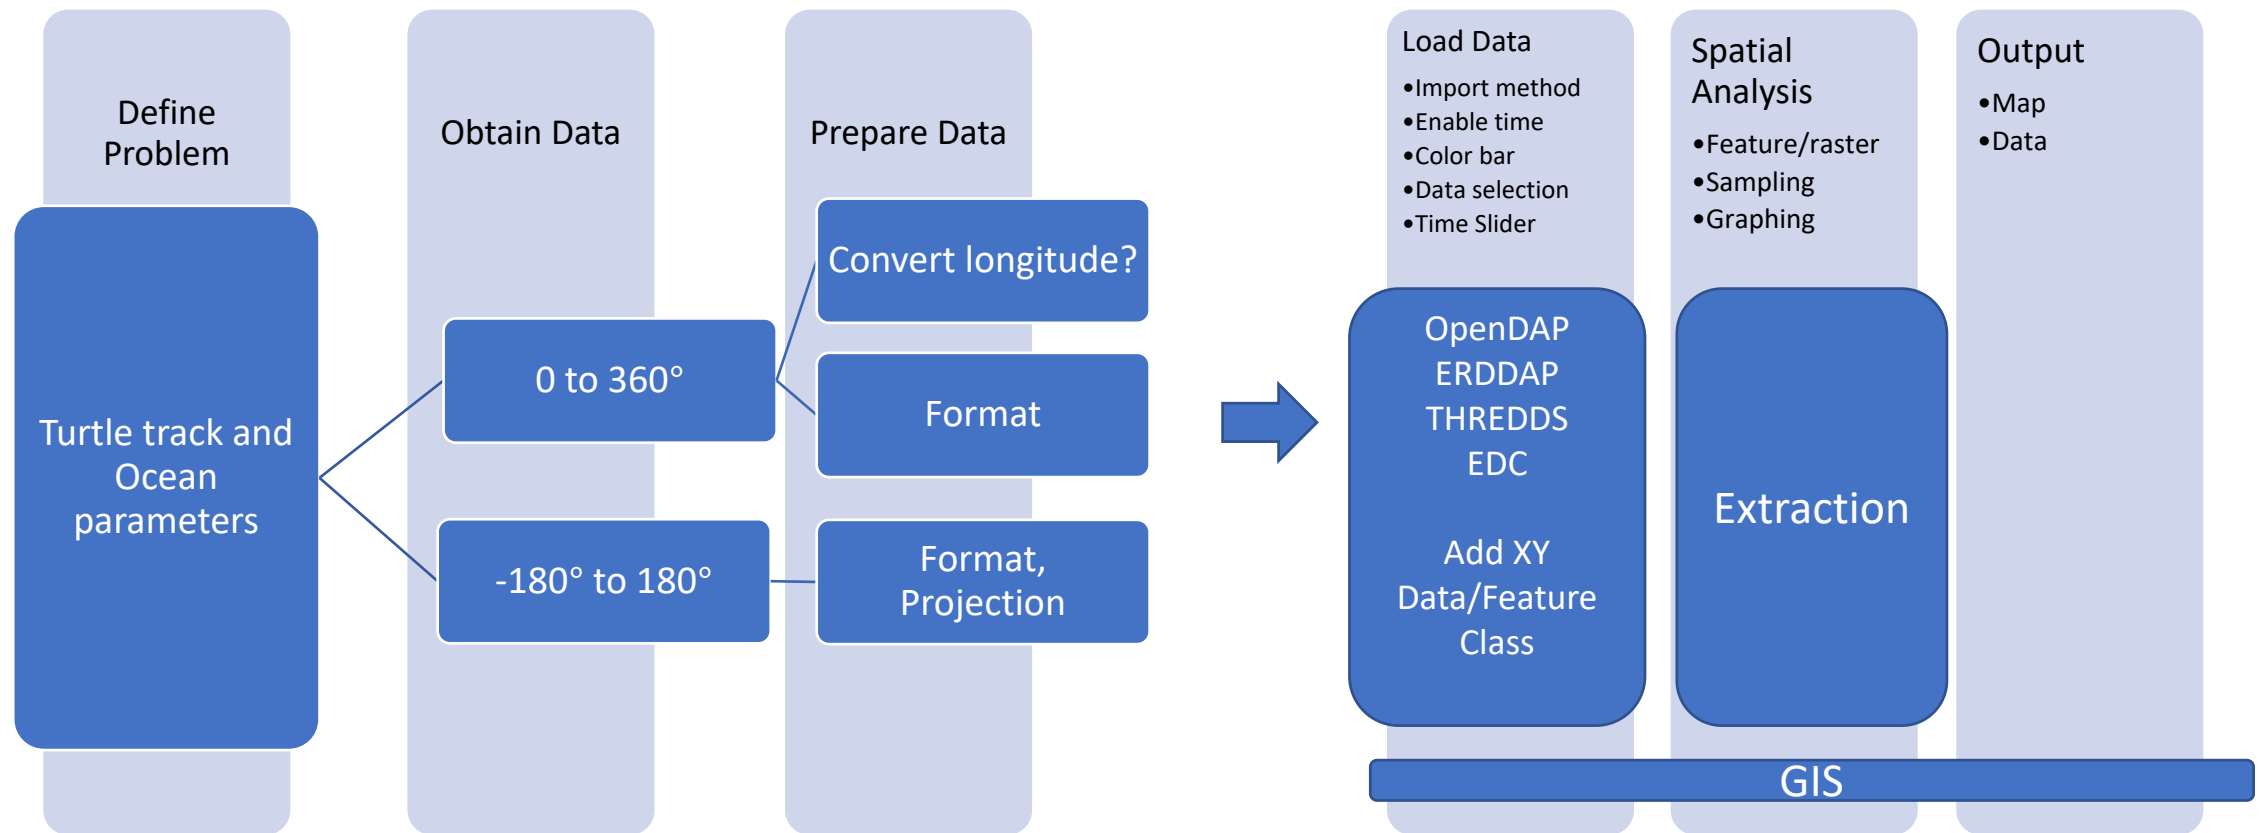 Define
Problem
Turtle track and
Ocean
parameters
Obtain Data
0 to 360°
-180° to 180°
Prepare Data
Convert longitude?
Format
Format,
Projection
Load Data
•Import method
•Enable time
•Color bar
•Data selection
•Time Slider
OpenDAP
ERDDAP
THREDDS
EDC
Add XY
Data/Feature
Class
Spatial
Analysis
•Feature/raster
•Sampling
•Graphing
Extraction
Output
•Map
•Data
GIS